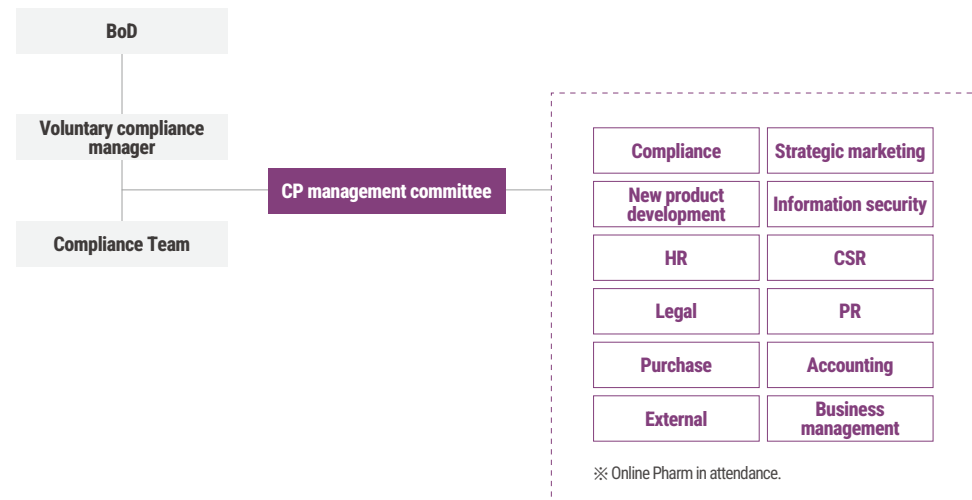 BoD
Voluntary compliance
manager
CP management committee
Compliance Team
Compliance
Strategic marketing
New product
development
Information security
HR
CSR
Legal
PR
Purchase
Accounting
External
Business
management
※ Online Pharm in attendance.